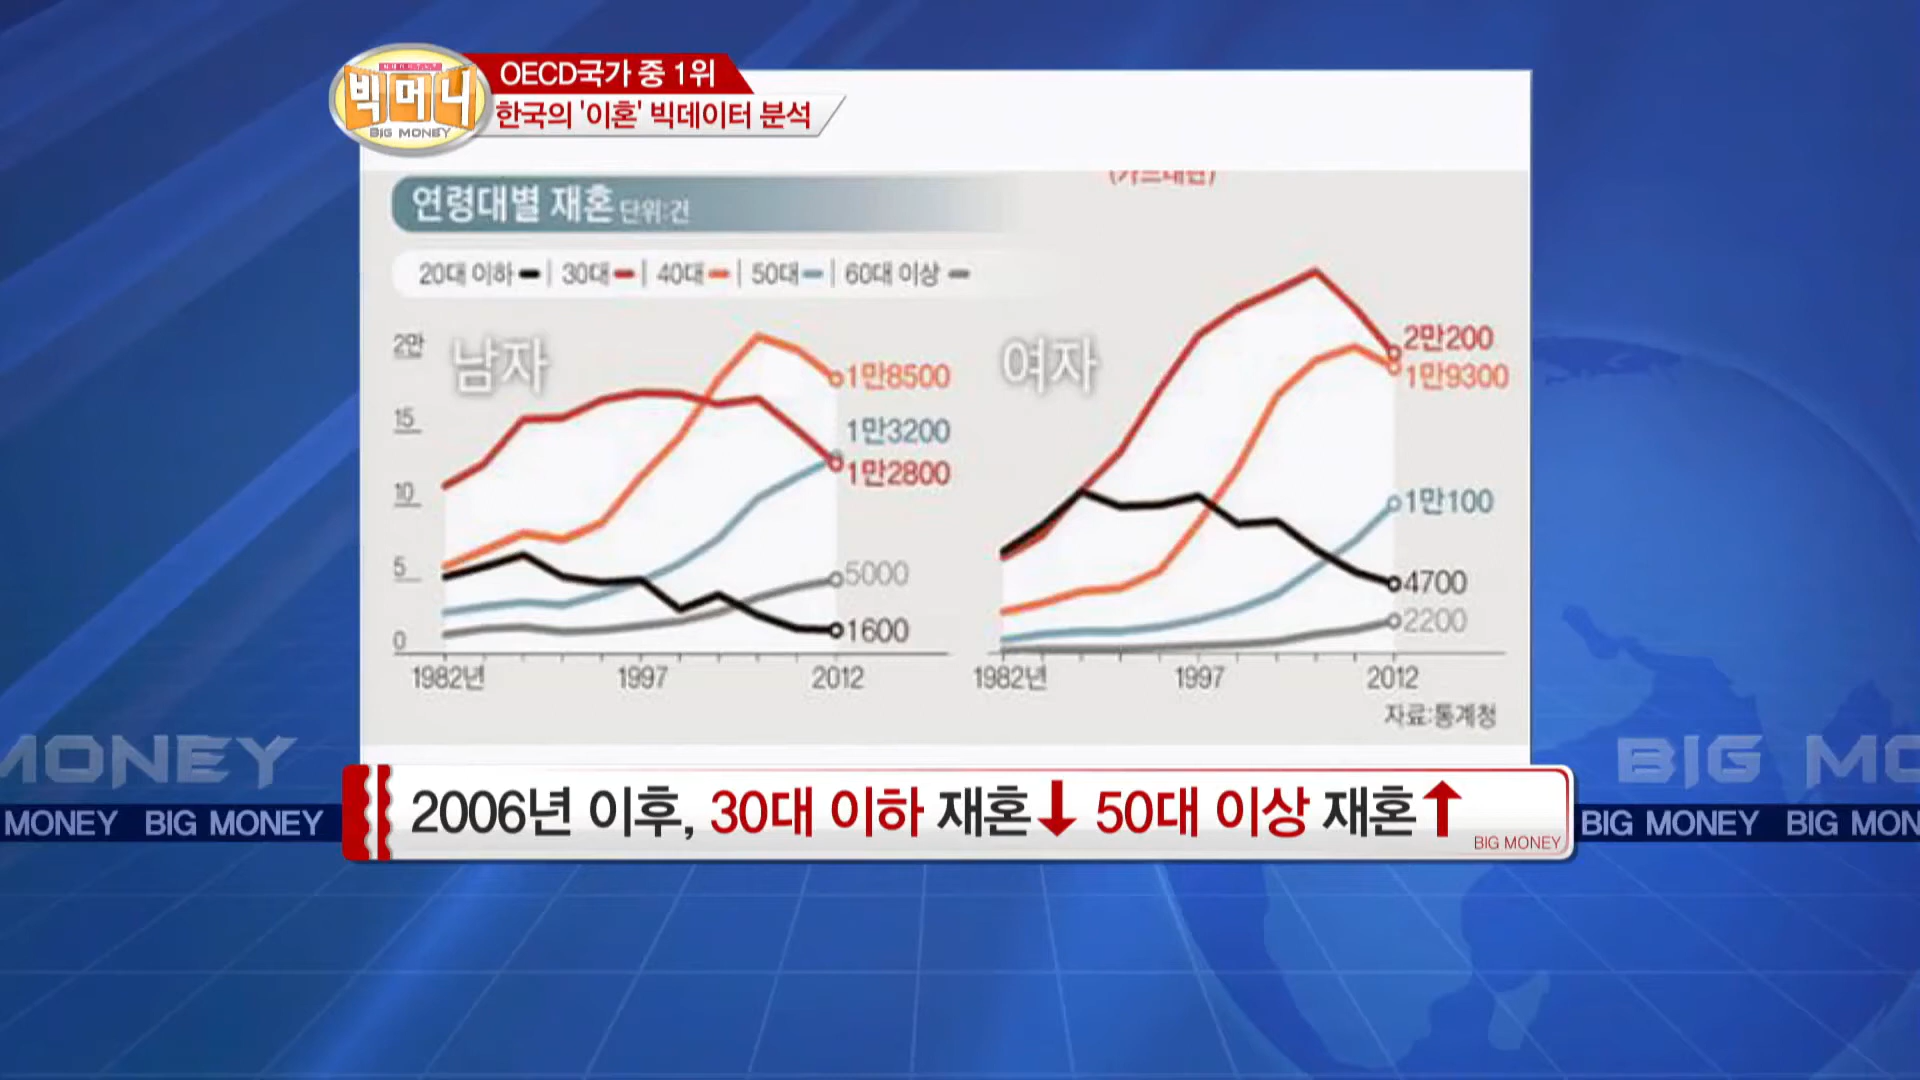 빅머니
BIG MONEY
OECD국가 중 1위
한국의 '이혼' 빅데이터 분석
연령대별 재혼 단위:건
20대 이하 | 30대 | 40대 | 50대 | 60대 이상
남자
2만
15
10
5
0
1만8500
1만3200
1만2800
5000
1600
1982년 1997 2012
여자
2만200
1만9300
1만100
4700
2200
1982년 1997 2012
자료:통계청
2006년 이후, 30대 이하 재혼↓ 50대 이상 재혼↑
BIG MONEY
MONEY
MONEY BIG MONEY
BIG MO
BIG MONEY BIG MON